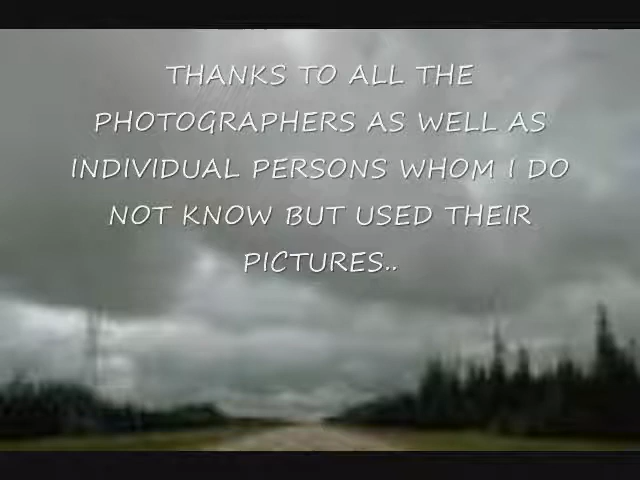 THANKS TO ALL THE
PHOTOGRAPHERS AS WELL AS
INDIVIDUAL PERSONS WHOM I DO
NOT KNOW BUT USED THEIR
PICTURES..